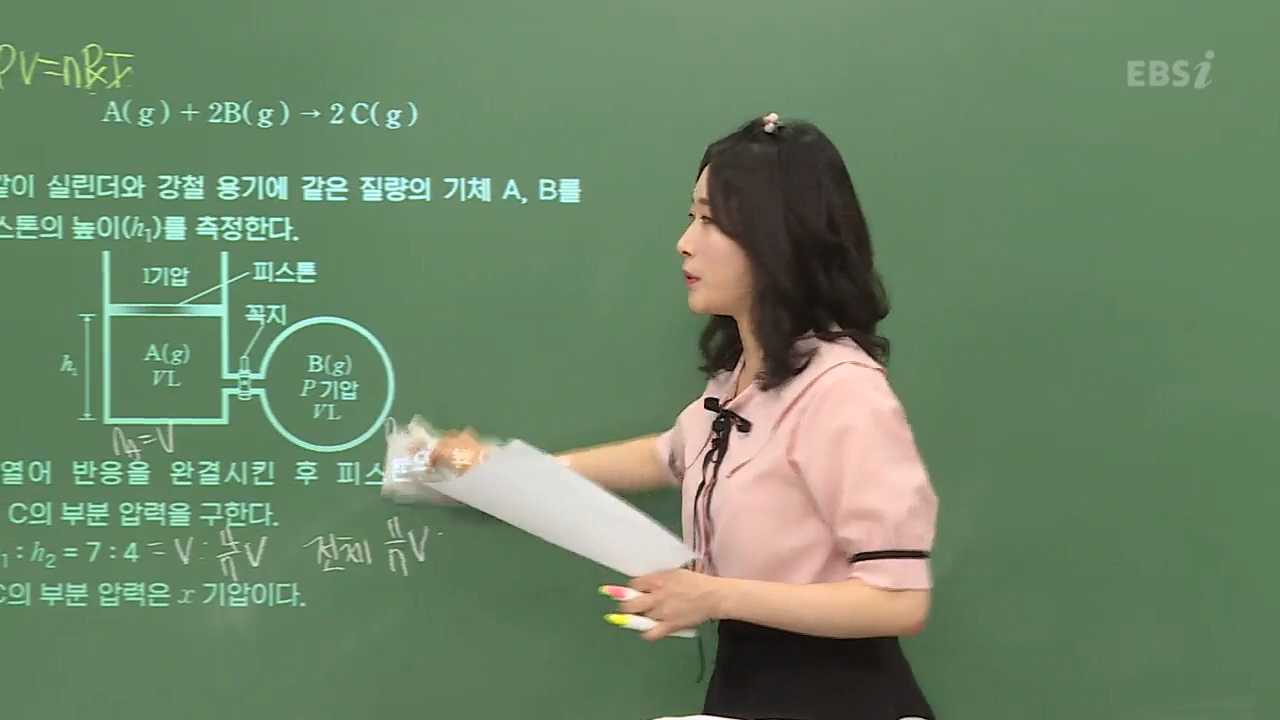 PV=nRT
EBSi
A(g) + 2B(g) → 2C(g)
같이 실린더와 강철 용기에 같은 질량의 기체 A, B를
스톤의 높이(h₁)를 측정한다.
1기압
피스톤
꼭지
h₁
A(g)
VL
B(g)
P 기압
VL
n_A=V
열어 반응을 완결시킨 후 피스
C의 부분 압력을 구한다.
: h₂ = 7 : 4 = V : 4/7 V 전체 V
C의 부분 압력은 x 기압이다.